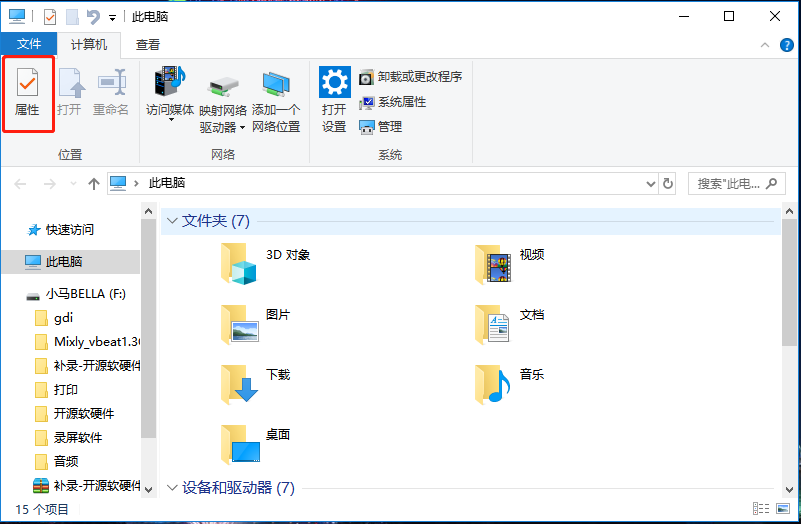 此电脑
文件 计算机 查看
属性 打开 重命名 访问媒体 映射网络 驱动器 添加一个 网络位置 打开 设置 卸载或更改程序
系统属性
管理
位置 网络 系统
此电脑 搜索"此电...
快速访问
此电脑
小马BELLA (F:)
gdi
Mixly_vbeat1.3
补录-开源软硬件
打印
开源软硬件
录屏软件
音频
补录-开源软硬件
文件夹 (7)
3D 对象 视频
图片 文档
下载 音乐
桌面
设备和驱动器 (7)
15 个项目